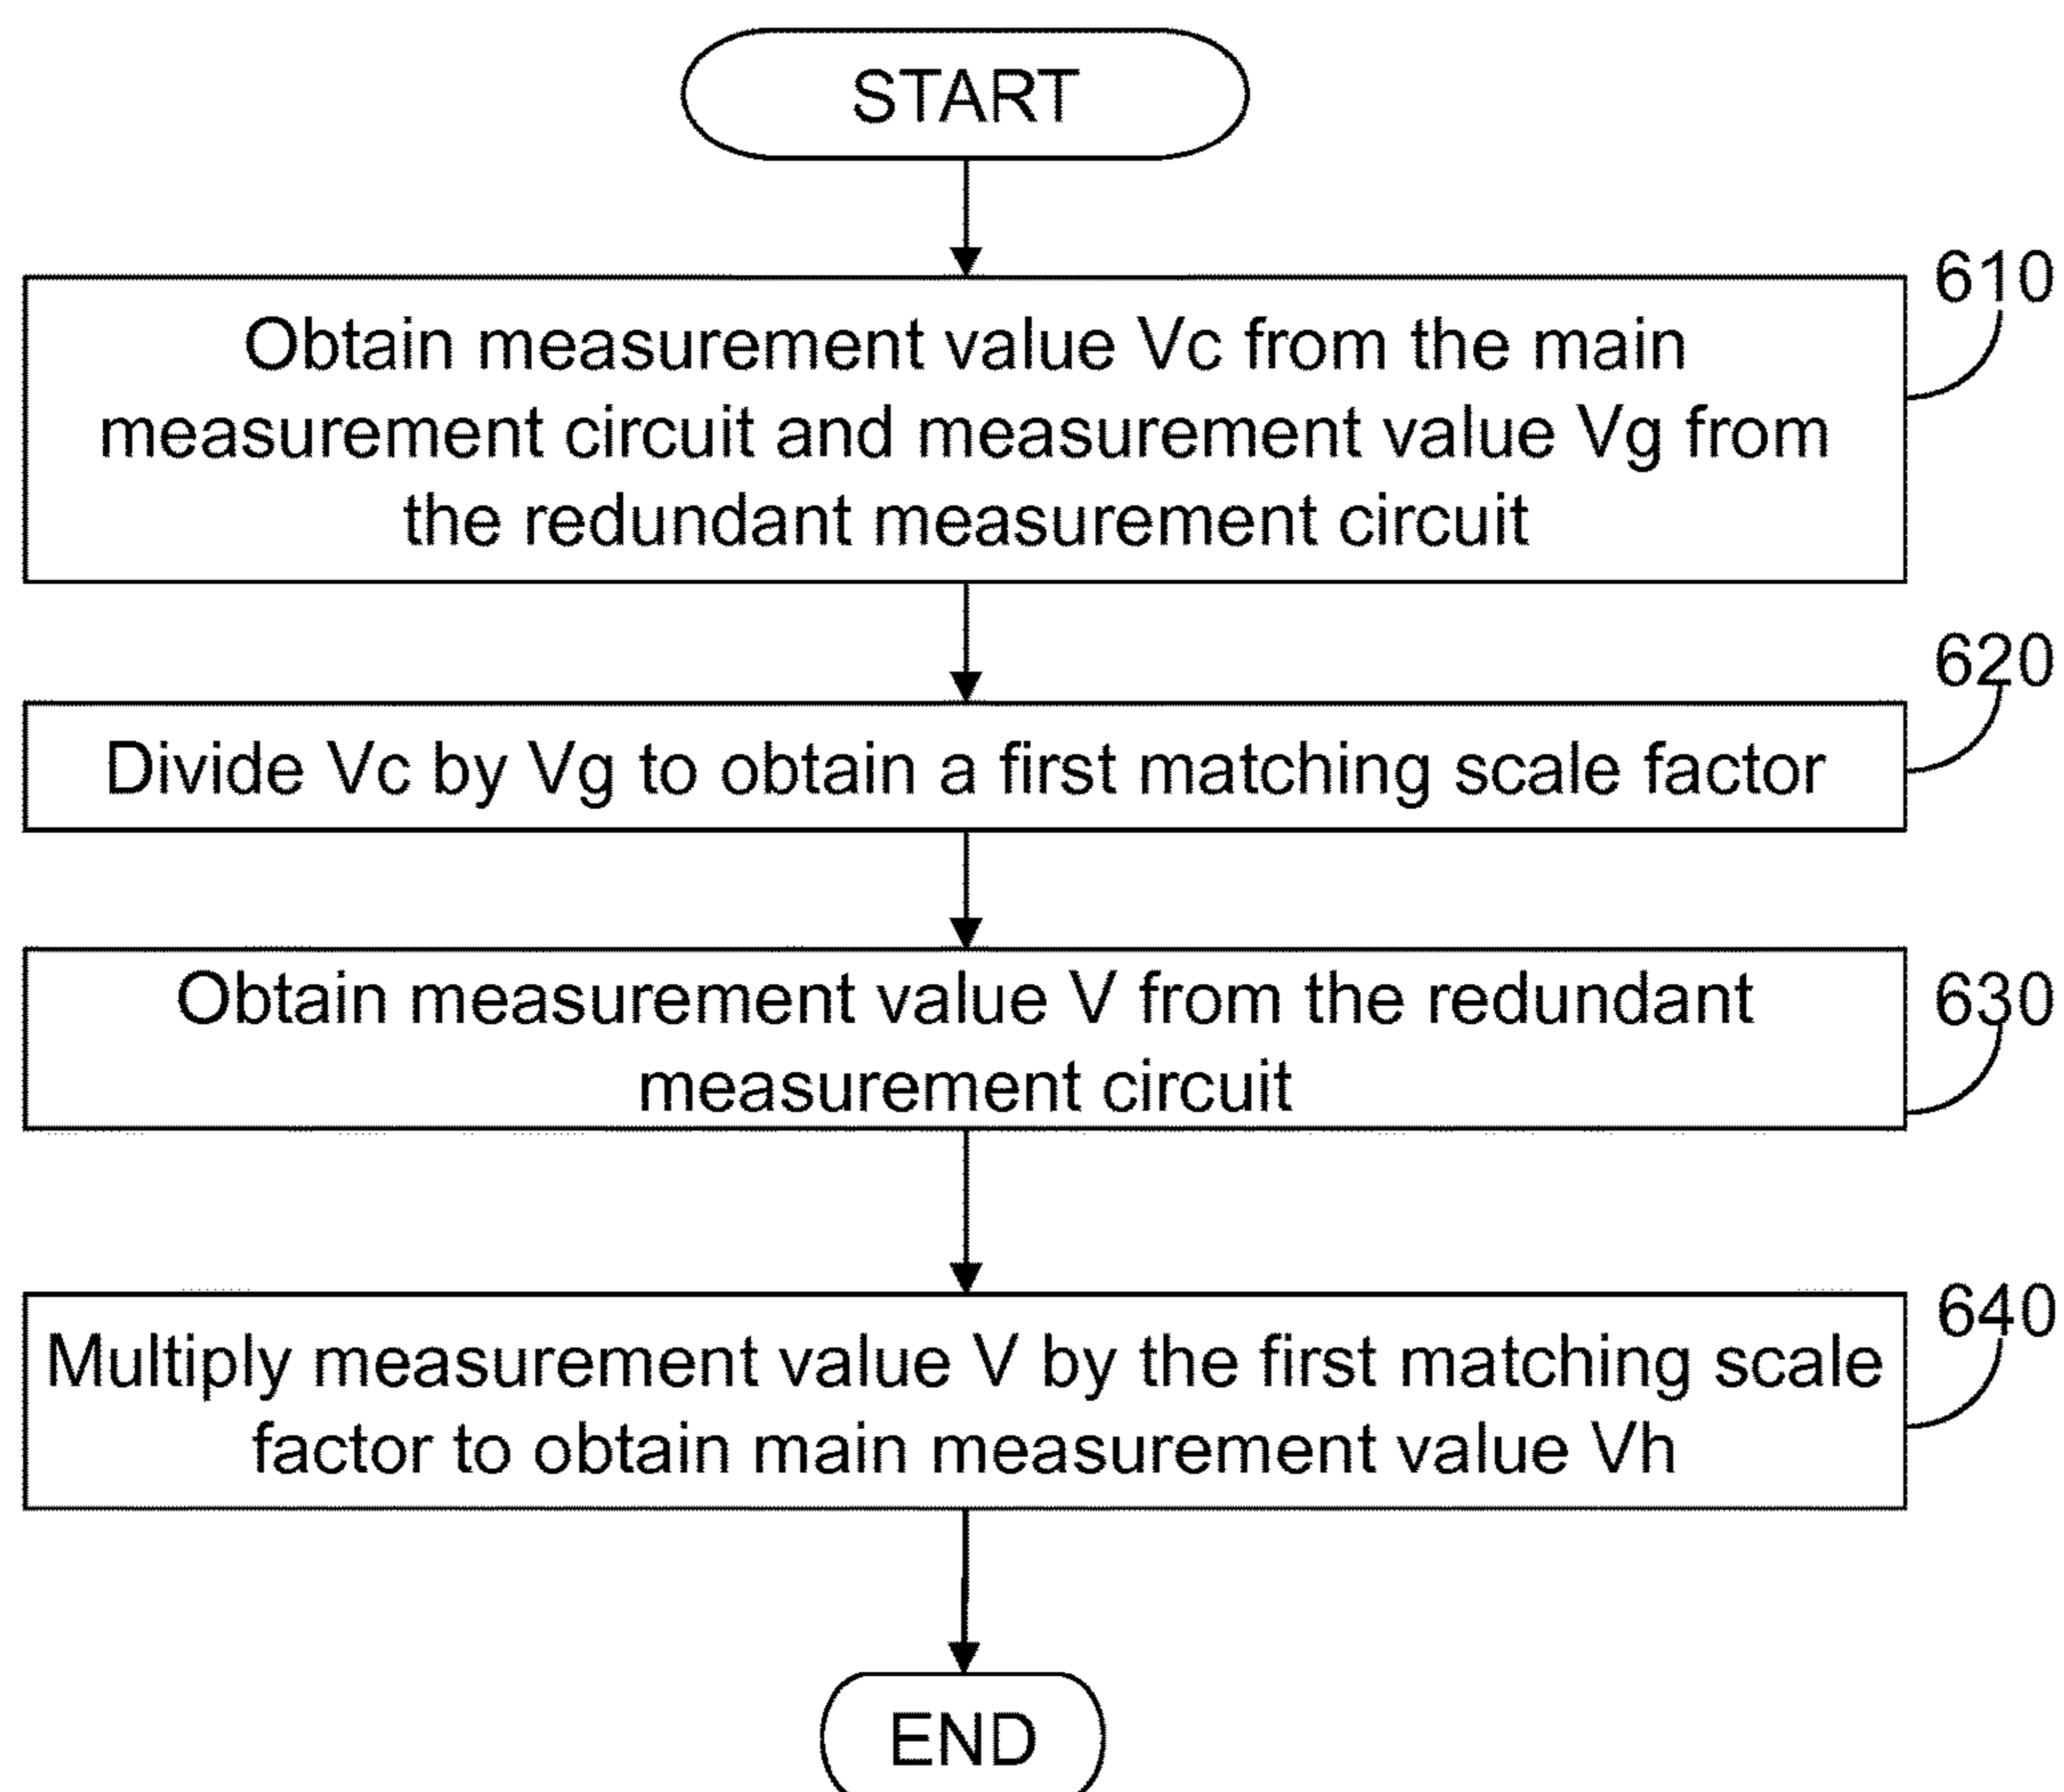 START
610
Obtain measurement value Vc from the main
measurement circuit and measurement value Vg from
the redundant measurement circuit
620
Divide Vc by Vg to obtain a first matching scale factor
630
Obtain measurement value V from the redundant
measurement circuit
640
Multiply measurement value V by the first matching scale
factor to obtain main measurement value Vh
END